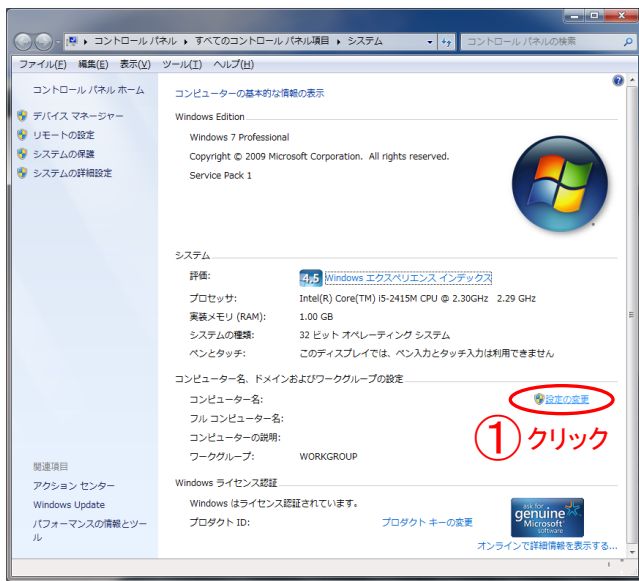 コントロール パネル ▸ すべてのコントロール パネル項目 ▸ システム
コントロール パネルの検索
ファイル(F) 編集(E) 表示(V) ツール(T) ヘルプ(H)
コントロール パネル ホーム
デバイス マネージャー
リモートの設定
システムの保護
システムの詳細設定
コンピューターの基本的な情報の表示
Windows Edition
Windows 7 Professional
Copyright © 2009 Microsoft Corporation. All rights reserved.
Service Pack 1
システム
評価: 4.5 Windows エクスペリエンス インデックス
プロセッサ: Intel(R) Core(TM) i5-2415M CPU @ 2.30GHz 2.29 GHz
実装メモリ (RAM): 1.00 GB
システムの種類: 32 ビット オペレーティング システム
ペンとタッチ: このディスプレイでは、ペン入力とタッチ入力は利用できません
コンピューター名、ドメインおよびワークグループの設定
コンピューター名: 設定の変更
フル コンピューター名:
① クリック
コンピューターの説明:
ワークグループ: WORKGROUP
Windows ライセンス認証
Windows はライセンス認証されています。
プロダクト ID: プロダクト キーの変更
ask for
genuine
Microsoft
software
オンラインで詳細情報を表示する...
関連項目
アクション センター
Windows Update
パフォーマンスの情報とツー
ル